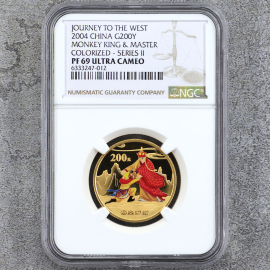 JOURNEY TO THE WEST
2004 CHINA G200Y
MONKEY KING & MASTER
COLORIZED - SERIES II
PF 69 ULTRA CAMEO
6333247-012
NUMISMATIC GUARANTY COMPANY
NGC
200元